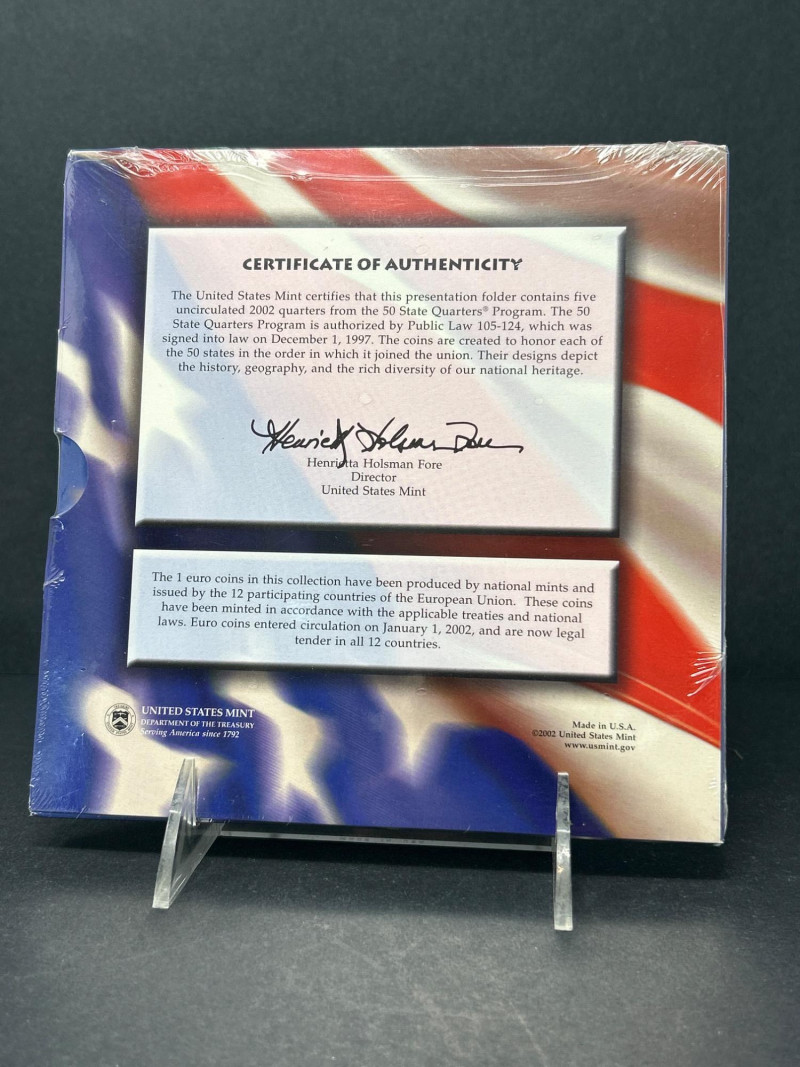 CERTIFICATE OF AUTHENTICITY
The United States Mint certifies that this presentation folder contains five
uncirculated 2002 quarters from the 50 State Quarters® Program. The 50
State Quarters Program is authorized by Public Law 105-124, which was
signed into law on December 1, 1997. The coins are created to honor each of
the 50 states in the order in which it joined the union. Their designs depict
the history, geography, and the rich diversity of our national heritage.
Henrietta Holsman Fore
Henrietta Holsman Fore
Director
United States Mint
The 1 euro coins in this collection have been produced by national mints and
issued by the 12 participating countries of the European Union. These coins
have been minted in accordance with the applicable treaties and national
laws. Euro coins entered circulation on January 1, 2002, and are now legal
tender in all 12 countries.
UNITED STATES MINT
DEPARTMENT OF THE TREASURY
Serving America since 1792
Made in U.S.A.
©2002 United States Mint
www.usmint.gov